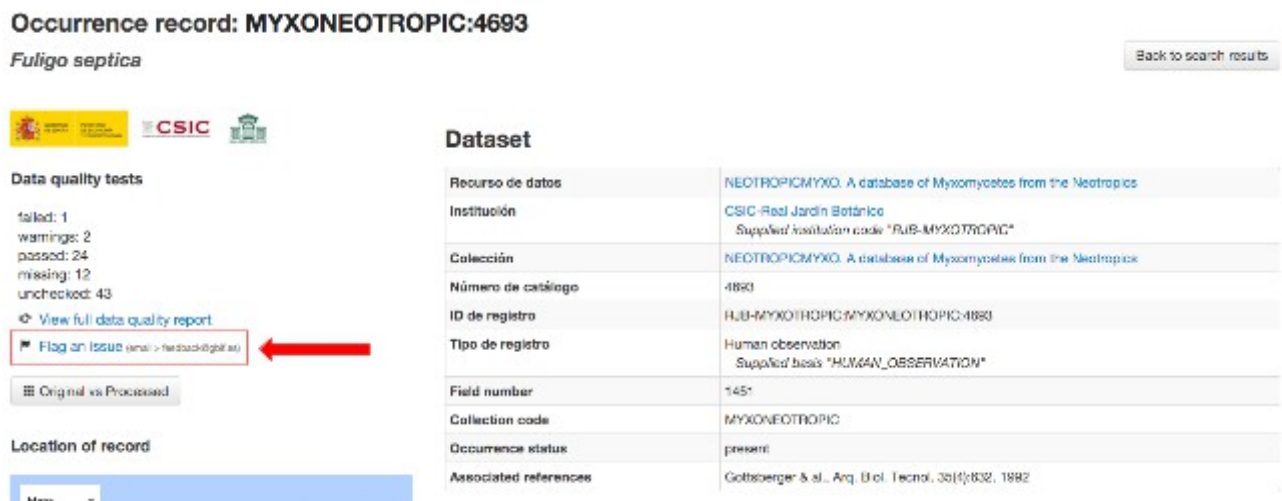 Occurrence record: MYXONEOTROPIC:4693
Fuligo septica
Back to search results
CSIC
Data quality tests
failed: 1
warnings: 2
passed: 24
missing: 12
unchecked: 43
View full data quality report
Flag an issue (email > feedback@gbif.es)
Original vs Processed
Location of record
Map
Dataset
Recurso de datos NEOTROPICMYXO. A database of Myxomycetes from the Neotropics
Institución CSIC-Real Jardín Botánico
Supplied institution code "RJB-MYXOTROPIC"
Colección NEOTROPICMYXO. A database of Myxomycetes from the Neotropics
Número de catálogo 4693
ID de registro RJB-MYXOTROPIC:MYXONEOTROPIC:4693
Tipo de registro Human observation
Supplied basis "HUMAN_OBSERVATION"
Field number 1451
Collection code MYXONEOTROPIC
Occurrence status present
Associated references Gottsberger & al., Arq. Biol. Tecnol. 35(4):632, 1992